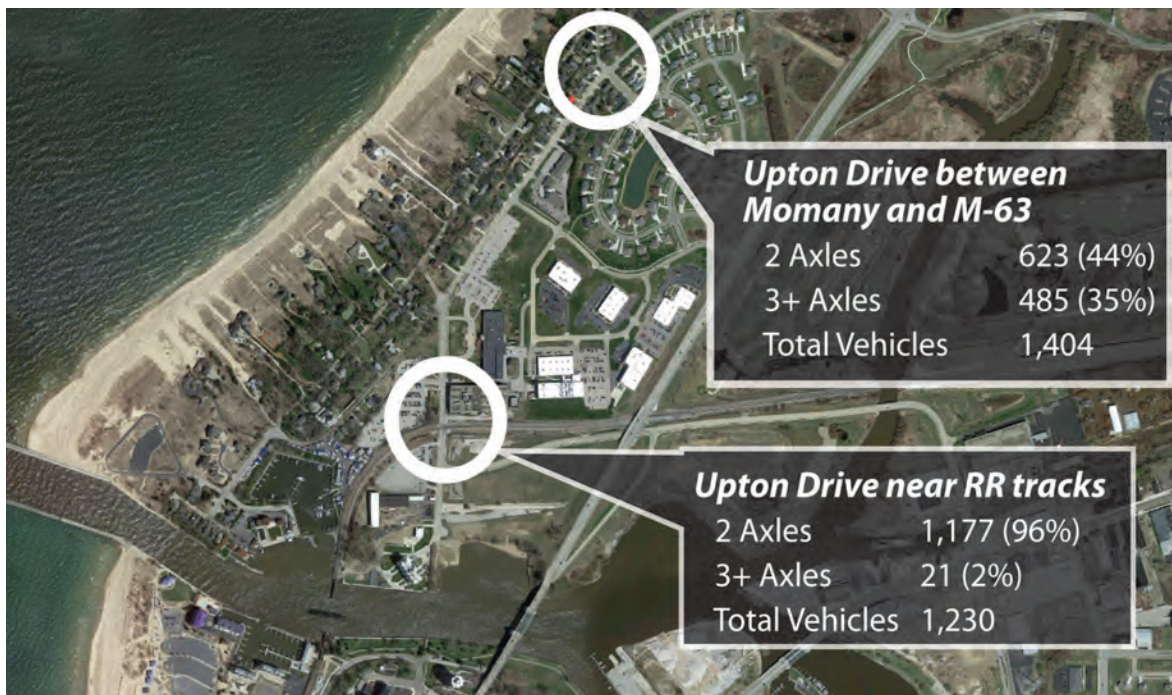 Upton Drive between
Momany and M-63
2 Axles 623 (44%)
3+ Axles 485 (35%)
Total Vehicles 1,404
Upton Drive near RR tracks
2 Axles 1,177 (96%)
3+ Axles 21 (2%)
Total Vehicles 1,230